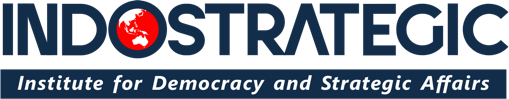 INDOSTRATEGIC
Institute for Democracy and Strategic Affairs